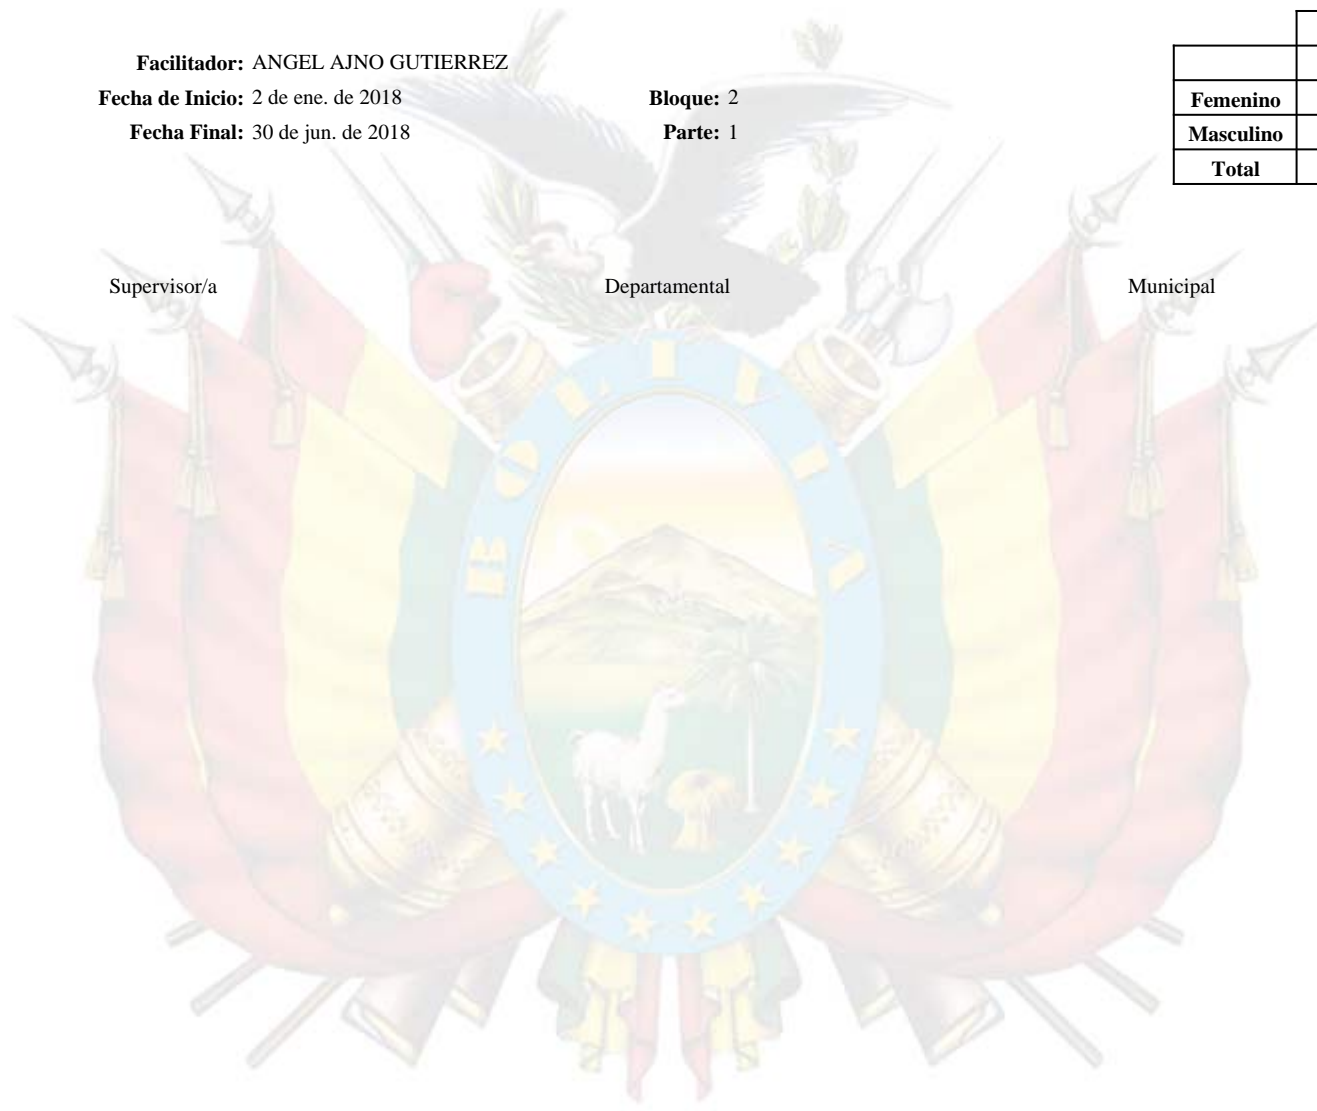 Facilitador: ANGEL AJNO GUTIERREZ
Fecha de Inicio: 2 de ene. de 2018 Bloque: 2
Fecha Final: 30 de jun. de 2018 Parte: 1
Femenino
Masculino
Total
Supervisor/a Departamental Municipal
BOLIVIA